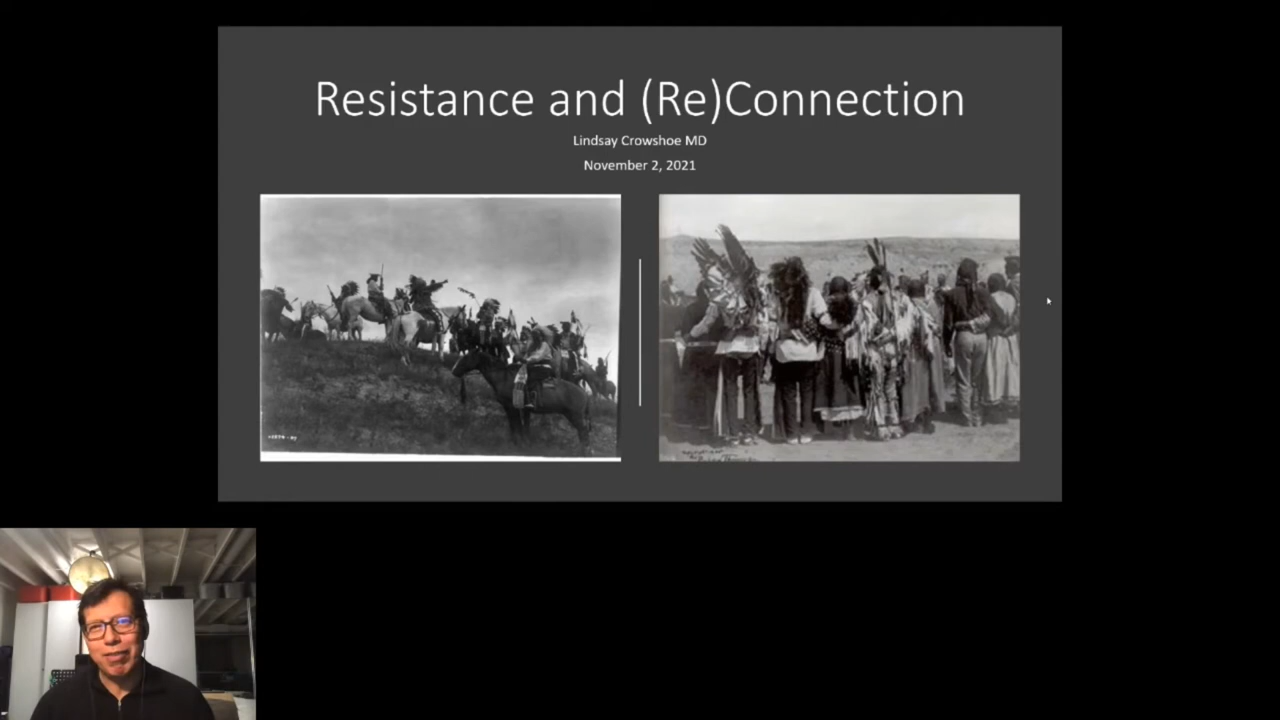 Resistance and (Re)Connection
Lindsay Crowshoe MD
November 2, 2021